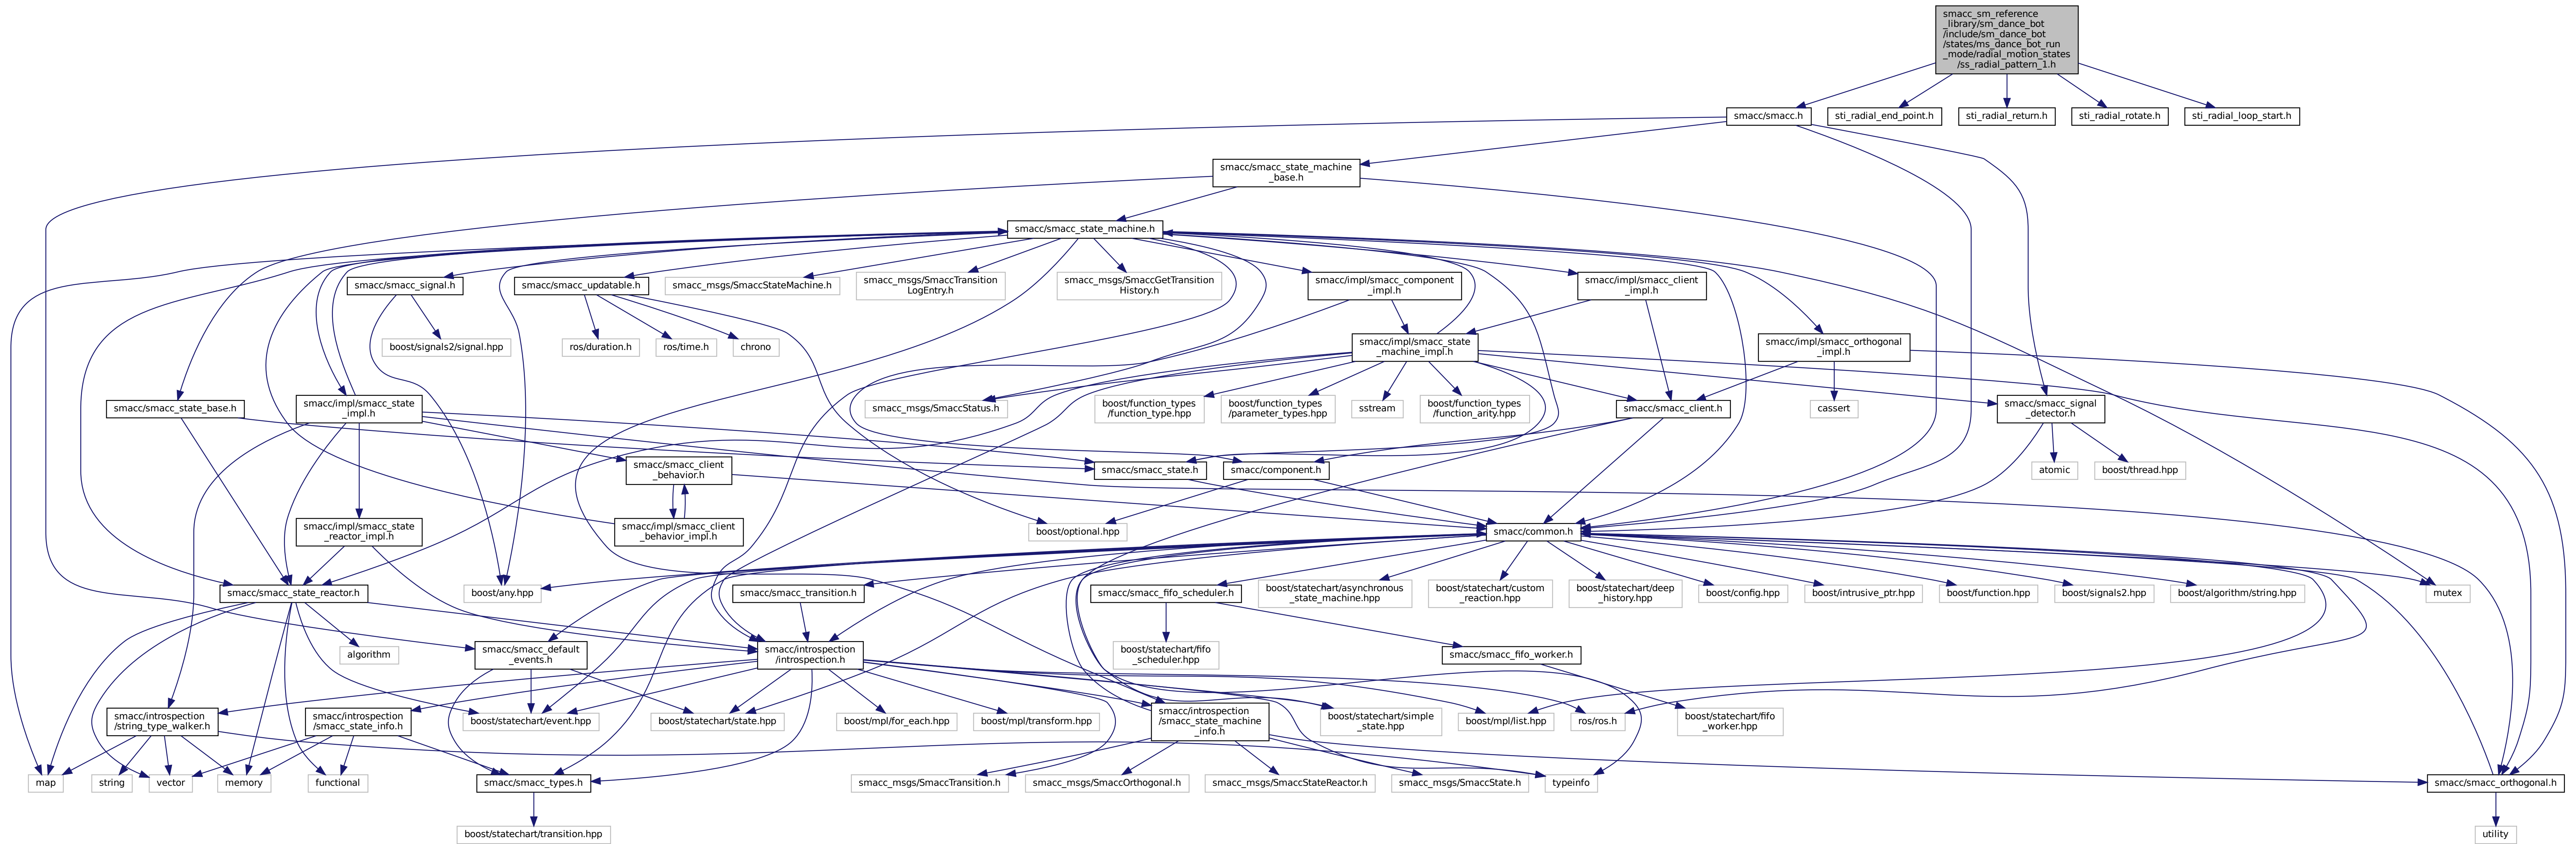 smacc_sm_reference
_library/sm_dance_bot
/include/sm_dance_bot
/states/ms_dance_bot_run
_mode/radial_motion_states
/ss_radial_pattern_1.h
smacc/smacc.h
sti_radial_end_point.h
sti_radial_return.h
sti_radial_rotate.h
sti_radial_loop_start.h
smacc/smacc_state_machine
_base.h
smacc/smacc_state_machine.h
smacc/smacc_signal.h
smacc/smacc_updatable.h
smacc_msgs/SmaccStateMachine.h
smacc_msgs/SmaccTransition
LogEntry.h
smacc_msgs/SmaccGetTransition
History.h
smacc/impl/smacc_component
_impl.h
smacc/impl/smacc_client
_impl.h
boost/signals2/signal.hpp
ros/duration.h
ros/time.h
chrono
smacc/impl/smacc_state
_machine_impl.h
smacc/impl/smacc_orthogonal
_impl.h
smacc/smacc_state_base.h
smacc/impl/smacc_state
_impl.h
smacc_msgs/SmaccStatus.h
boost/function_types
/function_type.hpp
boost/function_types
/parameter_types.hpp
sstream
boost/function_types
/function_arity.hpp
smacc/smacc_client.h
cassert
smacc/smacc_signal
_detector.h
smacc/smacc_client
_behavior.h
smacc/smacc_state.h
smacc/component.h
atomic
boost/thread.hpp
smacc/impl/smacc_state
_reactor_impl.h
smacc/impl/smacc_client
_behavior_impl.h
boost/optional.hpp
smacc/common.h
smacc/smacc_state_reactor.h
boost/any.hpp
smacc/smacc_transition.h
smacc/smacc_fifo_scheduler.h
boost/statechart/asynchronous
_state_machine.hpp
boost/statechart/custom
_reaction.hpp
boost/statechart/deep
_history.hpp
boost/config.hpp
boost/intrusive_ptr.hpp
boost/function.hpp
boost/signals2.hpp
boost/algorithm/string.hpp
mutex
algorithm
smacc/smacc_default
_events.h
smacc/introspection
/introspection.h
boost/statechart/fifo
_scheduler.hpp
smacc/smacc_fifo_worker.h
smacc/introspection
/string_type_walker.h
smacc/introspection
/smacc_state_info.h
boost/statechart/event.hpp
boost/statechart/state.hpp
boost/mpl/for_each.hpp
boost/mpl/transform.hpp
smacc/introspection
/smacc_state_machine
_info.h
boost/statechart/simple
_state.hpp
boost/mpl/list.hpp
ros/ros.h
boost/statechart/fifo
_worker.hpp
map
string
vector
memory
functional
smacc/smacc_types.h
smacc_msgs/SmaccTransition.h
smacc_msgs/SmaccOrthogonal.h
smacc_msgs/SmaccStateReactor.h
smacc_msgs/SmaccState.h
typeinfo
smacc/smacc_orthogonal.h
boost/statechart/transition.hpp
utility